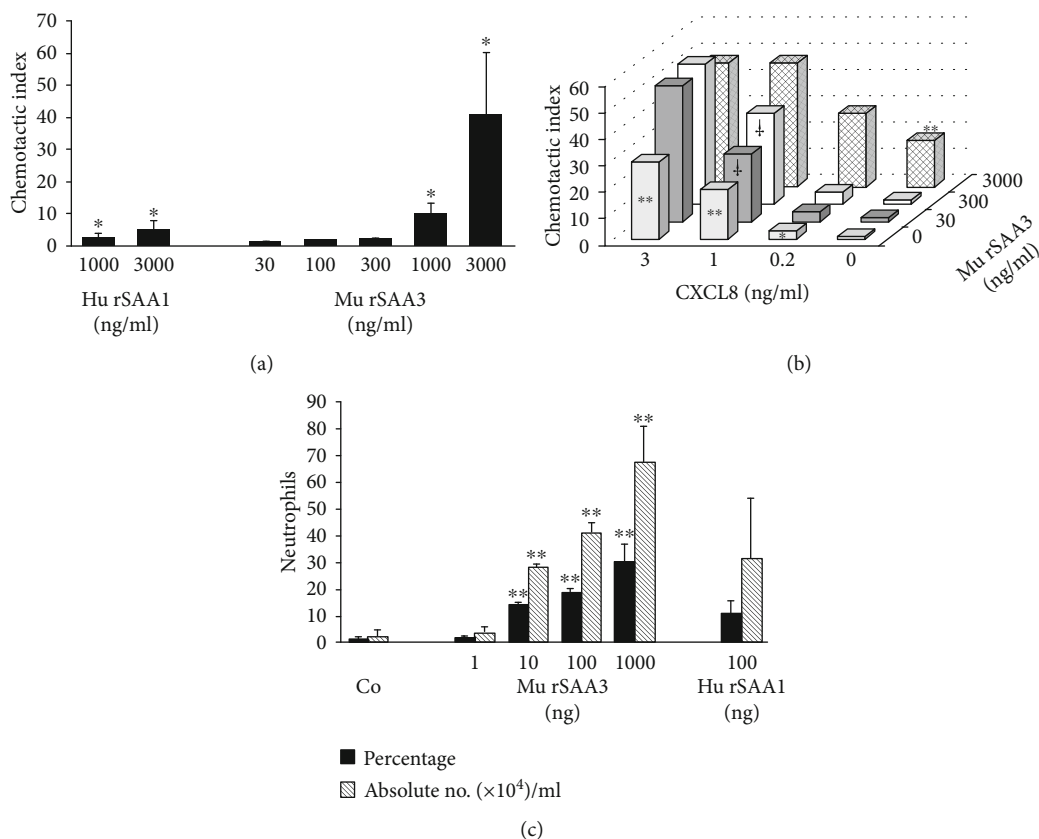 70
60
50
40
30
20
10
0
Chemotactic index
* * * *
1000 3000 30 100 300 1000 3000
Hu rSAA1 Mu rSAA3
(ng/ml) (ng/ml)
(a)
60
50
40
30
20
10
0
Chemotactic index
** ** * ‡ ‡ **
3 1 0.2 0
CXCL8 (ng/ml)
0 30 300 3000
Mu rSAA3
(ng/ml)
(b)
90
80
70
60
50
40
30
20
10
0
Neutrophils
** ** ** ** ** **
1 10 100 1000 100
Co Mu rSAA3 Hu rSAA1
(ng) (ng)
Percentage
Absolute no. (×10⁴)/ml
(c)